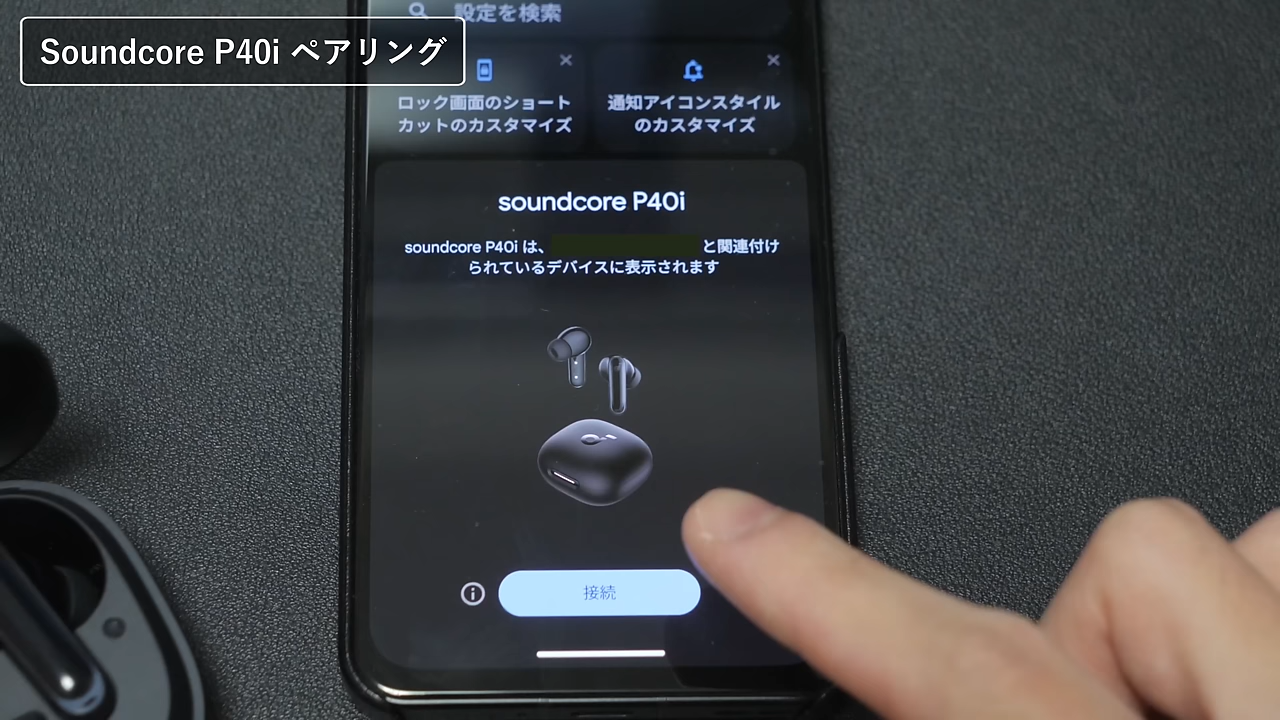 Soundcore P40i ペアリング
設定を検索
ロック画面のショート
カットのカスタマイズ
通知アイコンスタイル
のカスタマイズ
soundcore P40i
soundcore P40i は、 と関連付け
られているデバイスに表示されます
接続